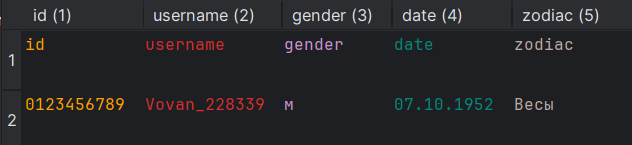 id (1) username (2) gender (3) date (4) zodiac (5)
1 id username gender date zodiac
2 0123456789 Vovan_228339 м 07.10.1952 Весы